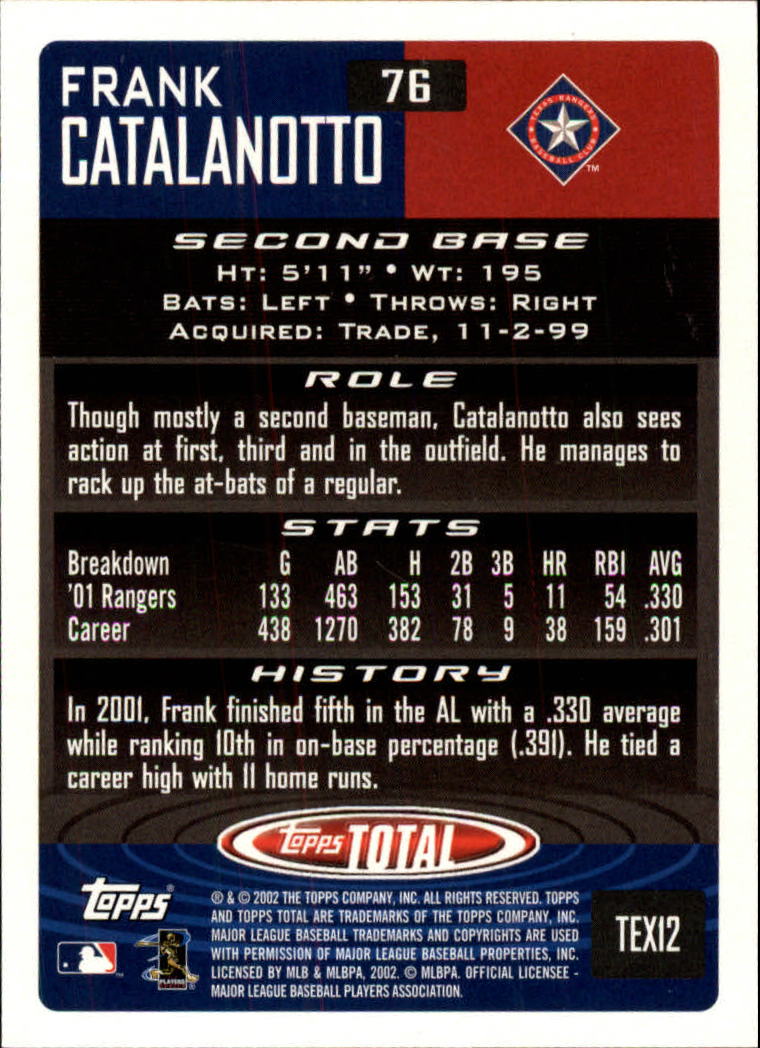 FRANK
76
CATALANOTTO
TEXAS RANGERS
BASEBALL CLUB
TM
SECOND BASE
HT: 5'11" • WT: 195
BATS: LEFT • THROWS: RIGHT
ACQUIRED: TRADE, 11-2-99
ROLE
Though mostly a second baseman, Catalanotto also sees
action at first, third and in the outfield. He manages to
rack up the at-bats of a regular.
STATS
Breakdown G AB H 2B 3B HR RBI AVG
'01 Rangers 133 463 153 31 5 11 54 .330
Career 438 1270 382 78 9 38 159 .301
HISTORY
In 2001, Frank finished fifth in the AL with a .330 average
while ranking 10th in on-base percentage (.391). He tied a
career high with 11 home runs.
Topps TOTAL
Topps®
® & © 2002 THE TOPPS COMPANY, INC. ALL RIGHTS RESERVED. TOPPS
AND TOPPS TOTAL ARE TRADEMARKS OF THE TOPPS COMPANY, INC.
MAJOR LEAGUE BASEBALL TRADEMARKS AND COPYRIGHTS ARE USED
WITH PERMISSION OF MAJOR LEAGUE BASEBALL PROPERTIES, INC.
LICENSED BY MLB & MLBPA, 2002. © MLBPA. OFFICIAL LICENSEE -
MAJOR LEAGUE BASEBALL PLAYERS ASSOCIATION.
PLAYERS
TEX12